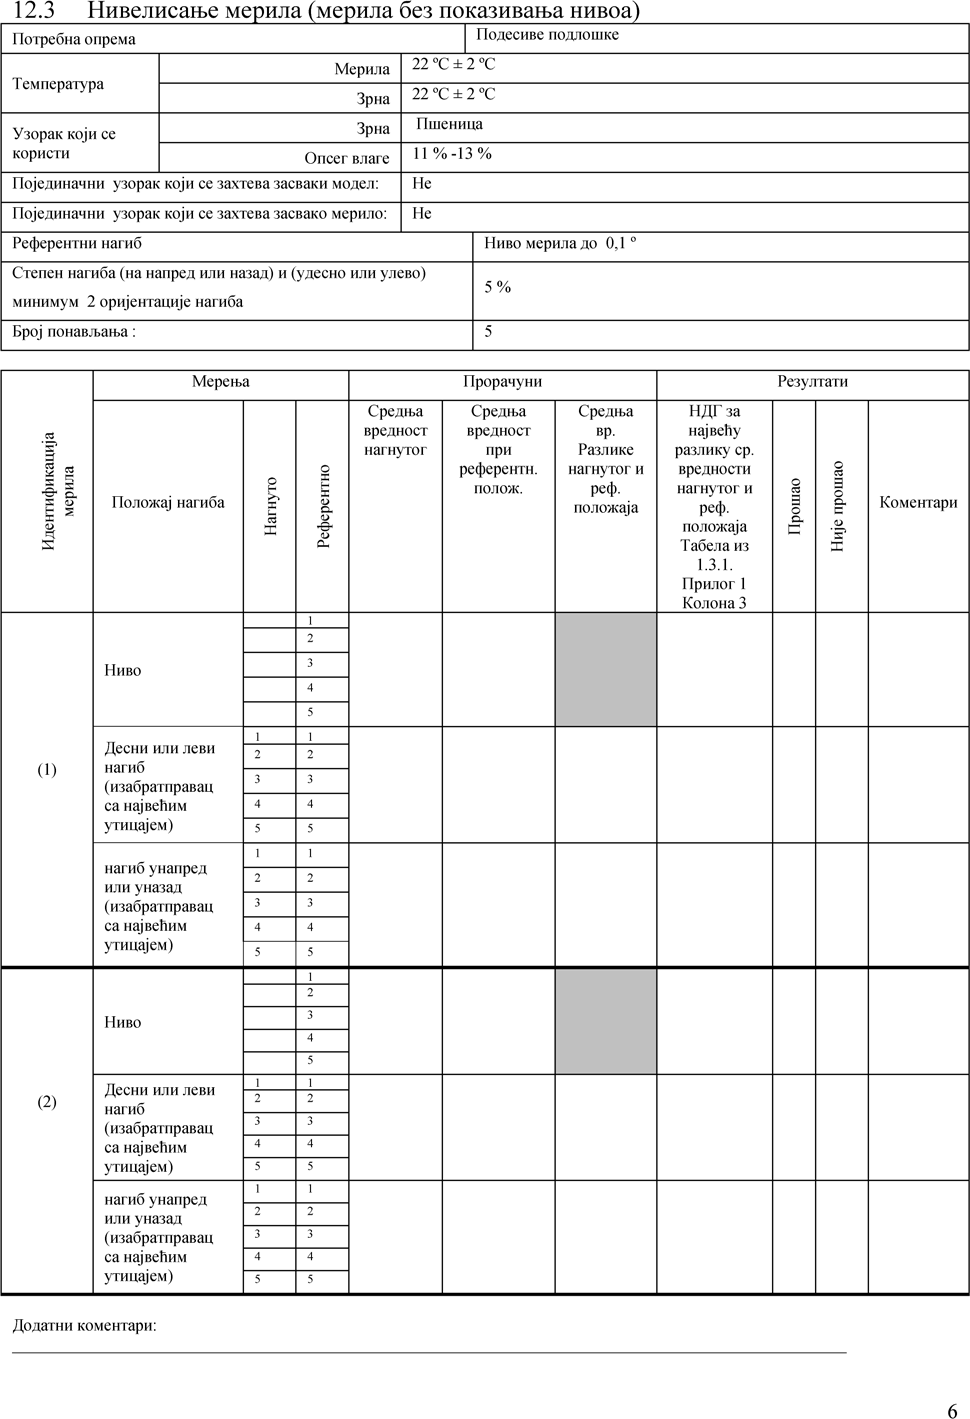 12.3 Нивелисање мерила (мерила без показивања нивоа)
Потребна опрема
Подесиве подлошке
Температура
Мерила
22 ºC ± 2 ºC
Зрна
22 ºC ± 2 ºC
Узорак који се
користи
Зрна
Пшеница
Опсег влаге
11 % -13 %
Појединачни узорак који се захтева засваки модел:
Не
Појединачни узорак који се захтева засвако мерило:
Не
Референтни нагиб
Ниво мерила до 0,1 º
Степен нагиба (на напред или назад) и (удесно или улево)
минимум 2 оријентације нагиба
5 %
Број понављања :
5
Идентификација
мерила
Мерења
Прорачуни
Резултати
Положај нагиба
Нагнуто
Референтно
Средња
вредност
нагнутог
Средња
вредност
при
референтн.
полож.
Средња
вр.
Разлике
нагнутог и
реф.
положаја
НДГ за
највећу
разлику ср.
вредности
нагнутог и
реф.
положаја
Табела из
1.3.1.
Прилог 1
Колона 3
Прошао
Није прошао
Коментари
(1)
Ниво
1
2
3
4
5
Десни или леви
нагиб
(изабратправац
са највећим
утицајем)
1 1
2 2
3 3
4 4
5 5
нагиб унапред
или уназад
(изабратправац
са највећим
утицајем)
1 1
2 2
3 3
4 4
5 5
(2)
Ниво
1
2
3
4
5
Десни или леви
нагиб
(изабратправац
са највећим
утицајем)
1 1
2 2
3 3
4 4
5 5
нагиб унапред
или уназад
(изабратправац
са највећим
утицајем)
1 1
2 2
3 3
4 4
5 5
Додатни коментари:
6